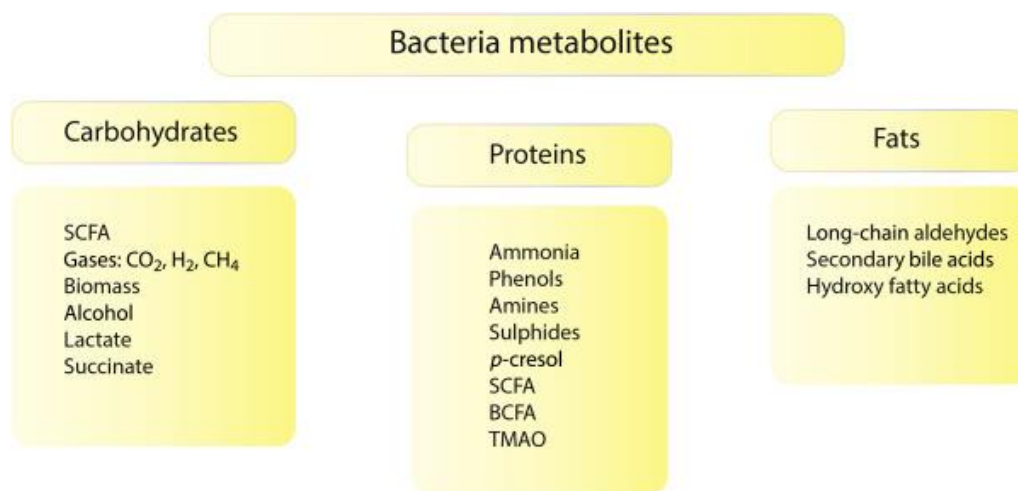 Bacteria metabolites
Carbohydrates
SCFA
Gases: CO₂, H₂, CH₄
Biomass
Alcohol
Lactate
Succinate
Proteins
Ammonia
Phenols
Amines
Sulphides
p-cresol
SCFA
BCFA
TMAO
Fats
Long-chain aldehydes
Secondary bile acids
Hydroxy fatty acids